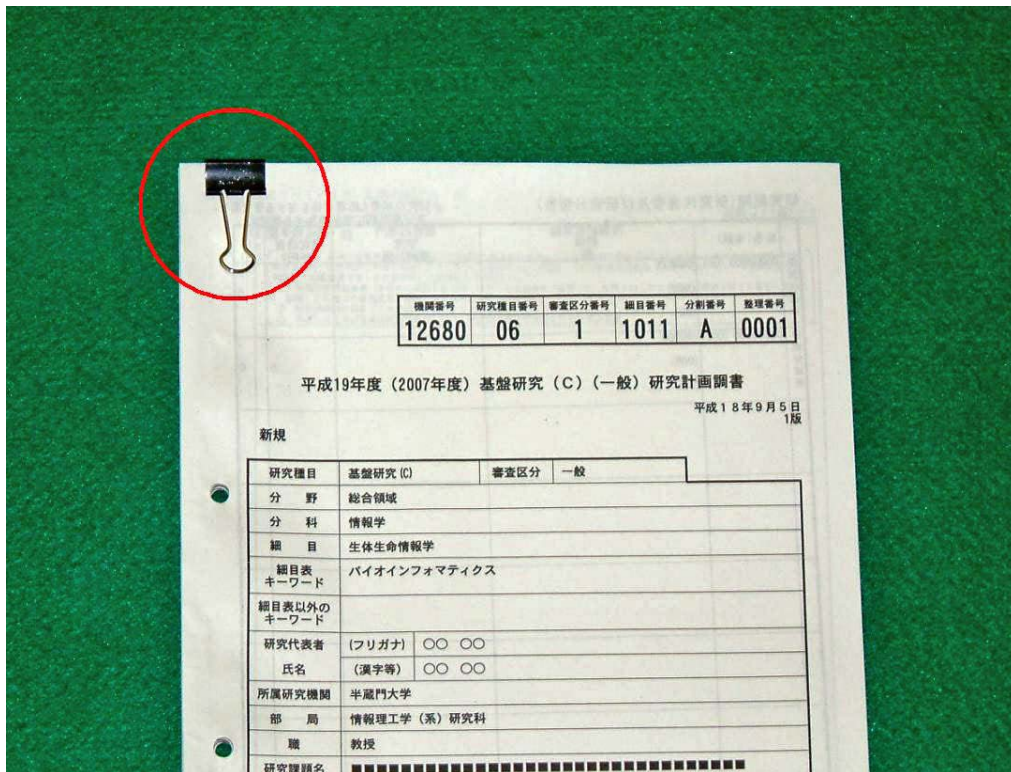 機関番号 研究種目番号 審査区分番号 細目番号 分割番号 整理番号
12680 06 1 1011 A 0001
平成19年度（2007年度）基盤研究（C）（一般）研究計画調書
平成18年9月5日
1版
新規
研究種目 基盤研究(C) 審査区分 一般
分 野 総合領域
分 科 情報学
細 目 生体生命情報学
細目表
キーワード バイオインフォマティクス
細目表以外の
キーワード
研究代表者 (フリガナ) 〇〇 〇〇
氏名 (漢字等) 〇〇 〇〇
所属研究機関 半蔵門大学
部 局 情報理工学（系）研究科
職 教授
研究課題名 ■■■■■■■■■■■■■■■■■■■■■■■■■■■■■■■■